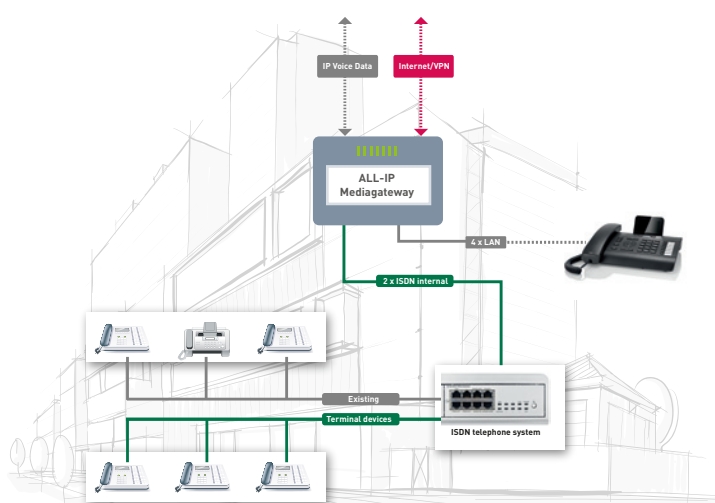 IP Voice Data
Internet/VPN
ALL-IP
Mediagateway
4 x LAN
2 x ISDN internal
Existing
Terminal devices
ISDN telephone system